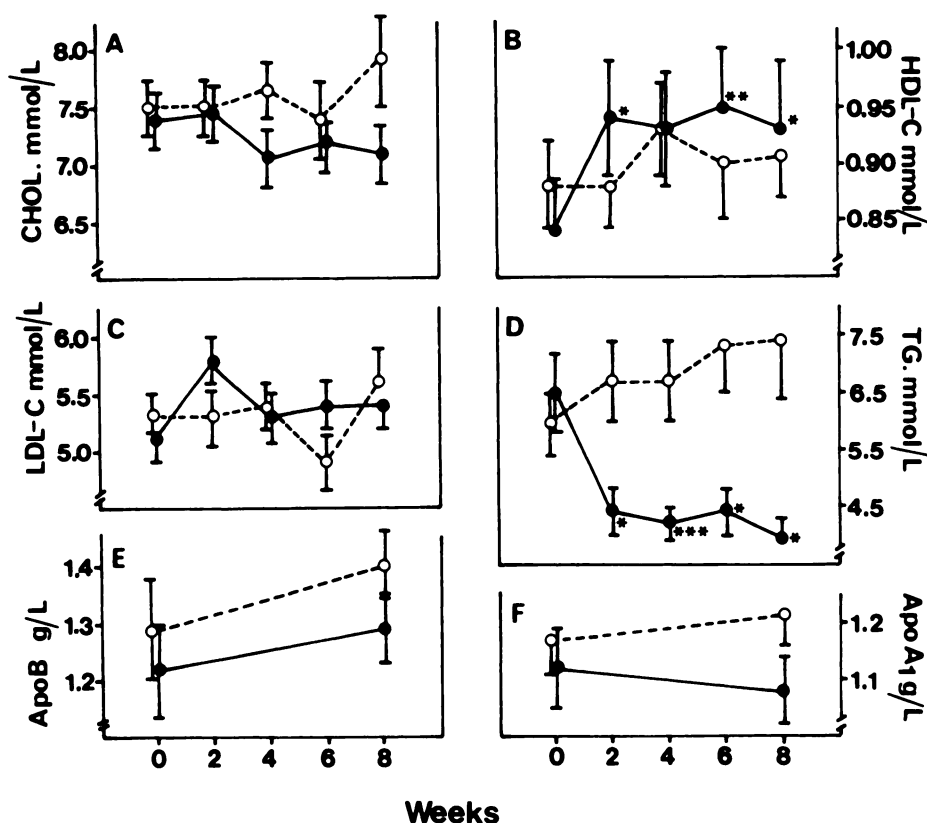 A
CHOL. mmol/L
8.0
7.5
7.0
6.5
B
HDL-C mmol/L
1.00
0.95
0.90
0.85
*
**
*
C
LDL-C mmol/L
6.0
5.5
5.0
D
TG. mmol/L
7.5
6.5
5.5
4.5
*
***
*
*
E
ApoB g/L
1.4
1.3
1.2
0 2 4 6 8
F
ApoA1 g/L
1.2
1.1
0 2 4 6 8
Weeks